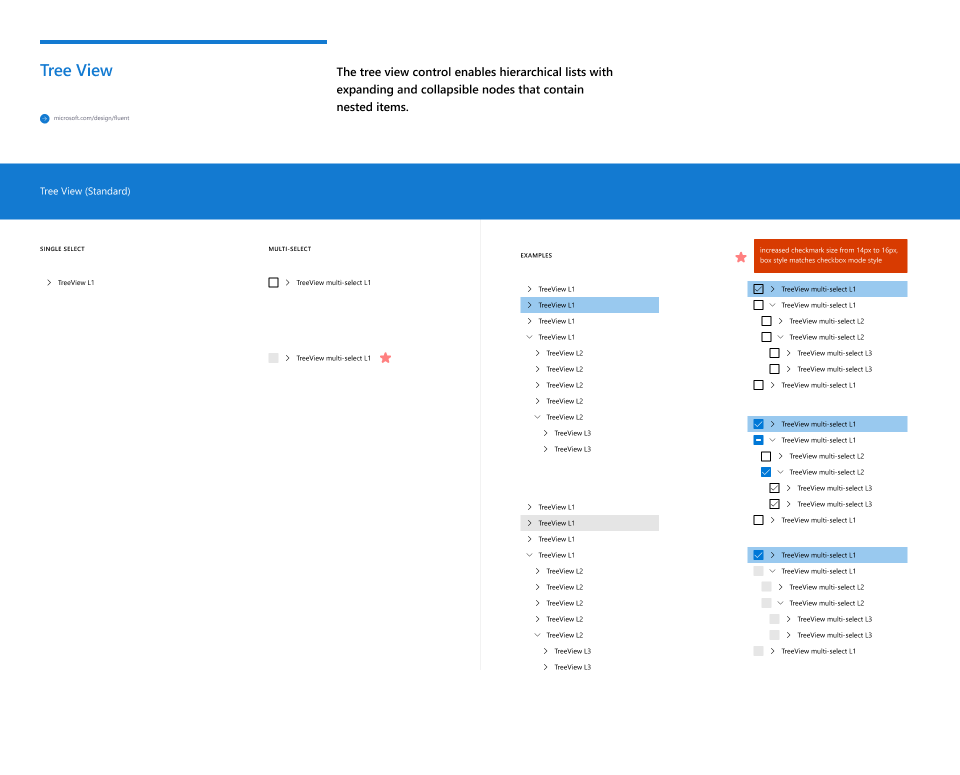 Tree View
The tree view control enables hierarchical lists with
expanding and collapsible nodes that contain
nested items.
microsoft.com/design/fluent
Tree View (Standard)
SINGLE SELECT
TreeView L1
MULTI-SELECT
TreeView multi-select L1
TreeView multi-select L1
EXAMPLES
TreeView L1
TreeView L1
TreeView L1
TreeView L1
TreeView L2
TreeView L2
TreeView L2
TreeView L2
TreeView L2
TreeView L3
TreeView L3
TreeView L1
TreeView L1
TreeView L1
TreeView L1
TreeView L2
TreeView L2
TreeView L2
TreeView L2
TreeView L2
TreeView L3
TreeView L3
increased checkmark size from 14px to 16px,
box style matches checkbox mode style
TreeView multi-select L1
TreeView multi-select L1
TreeView multi-select L2
TreeView multi-select L2
TreeView multi-select L3
TreeView multi-select L3
TreeView multi-select L1
TreeView multi-select L1
TreeView multi-select L1
TreeView multi-select L2
TreeView multi-select L2
TreeView multi-select L3
TreeView multi-select L3
TreeView multi-select L1
TreeView multi-select L1
TreeView multi-select L1
TreeView multi-select L2
TreeView multi-select L2
TreeView multi-select L3
TreeView multi-select L3
TreeView multi-select L1